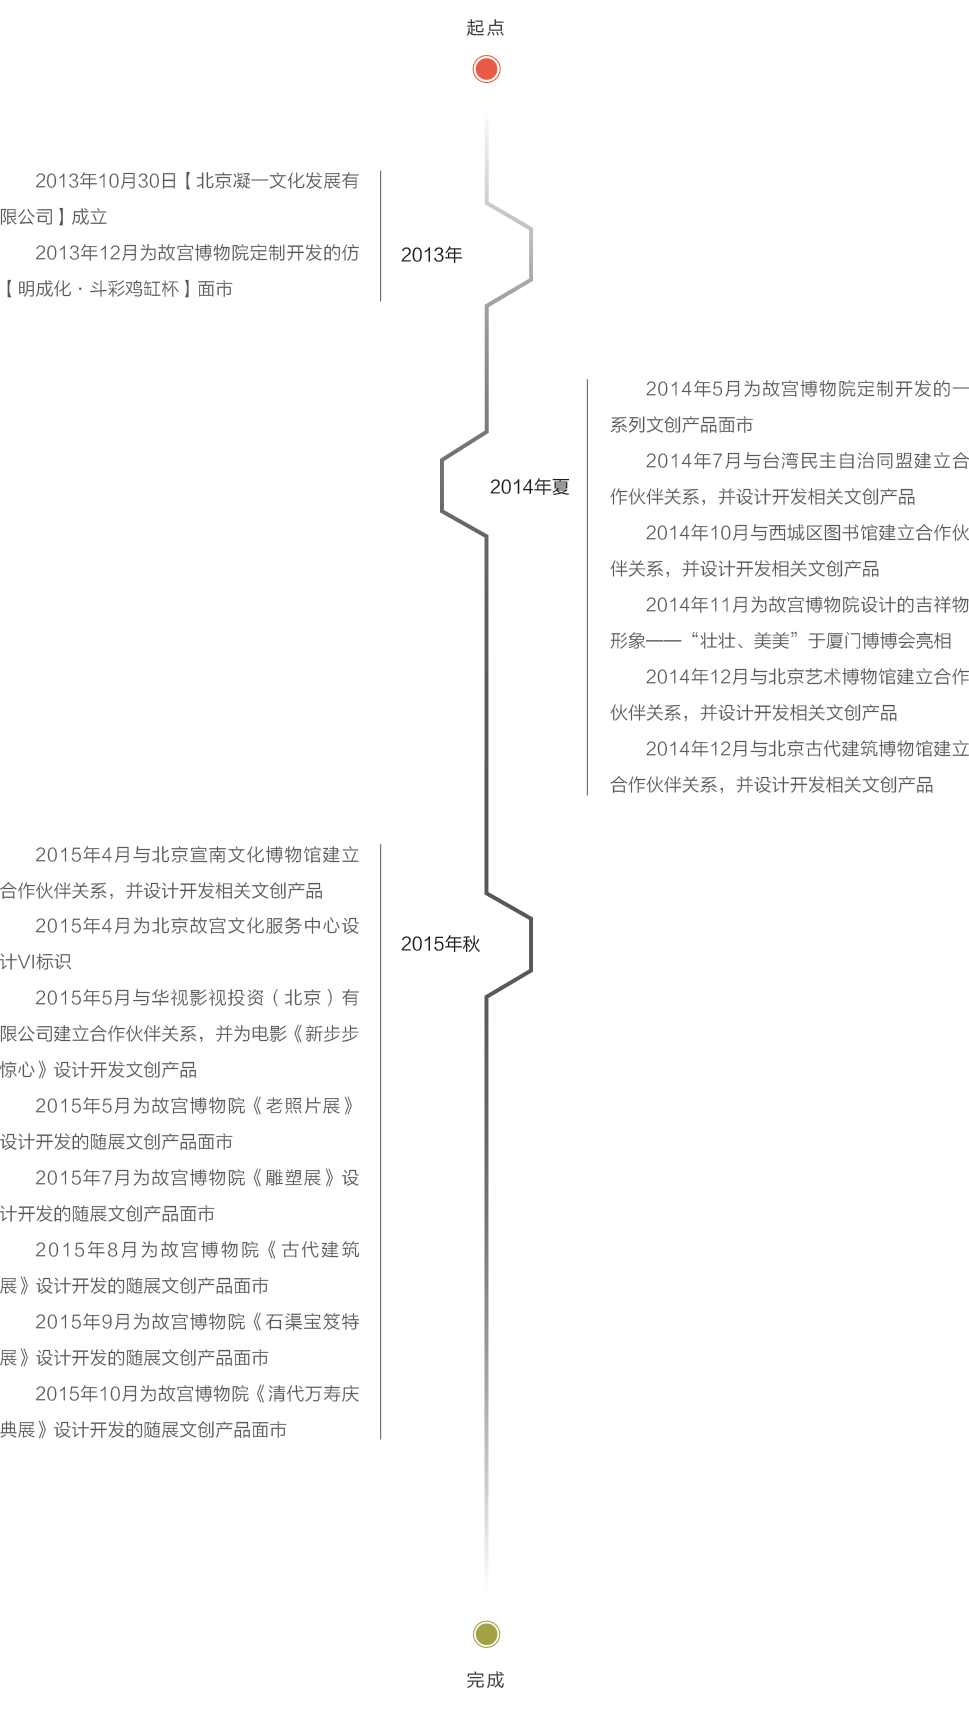 起点
2013年10月30日【北京凝一文化发展有
限公司】成立
2013年12月为故宫博物院定制开发的仿
【明成化·斗彩鸡缸杯】面市
2013年
2014年5月为故宫博物院定制开发的一
系列文创产品面市
2014年7月与台湾民主自治同盟建立合
作伙伴关系，并设计开发相关文创产品
2014年10月与西城区图书馆建立合作伙
伴关系，并设计开发相关文创产品
2014年11月为故宫博物院设计的吉祥物
形象——“壮壮、美美”于厦门博博会亮相
2014年12月与北京艺术博物馆建立合作
伙伴关系，并设计开发相关文创产品
2014年12月与北京古代建筑博物馆建立
合作伙伴关系，并设计开发相关文创产品
2014年夏
2015年4月与北京宣南文化博物馆建立
合作伙伴关系，并设计开发相关文创产品
2015年4月为北京故宫文化服务中心设
计VI标识
2015年5月与华视影视投资（北京）有
限公司建立合作伙伴关系，并为电影《新步步
惊心》设计开发文创产品
2015年5月为故宫博物院《老照片展》
设计开发的随展文创产品面市
2015年7月为故宫博物院《雕塑展》设
计开发的随展文创产品面市
2015年8月为故宫博物院《古代建筑
展》设计开发的随展文创产品面市
2015年9月为故宫博物院《石渠宝笈特
展》设计开发的随展文创产品面市
2015年10月为故宫博物院《清代万寿庆
典展》设计开发的随展文创产品面市
2015年秋
完成